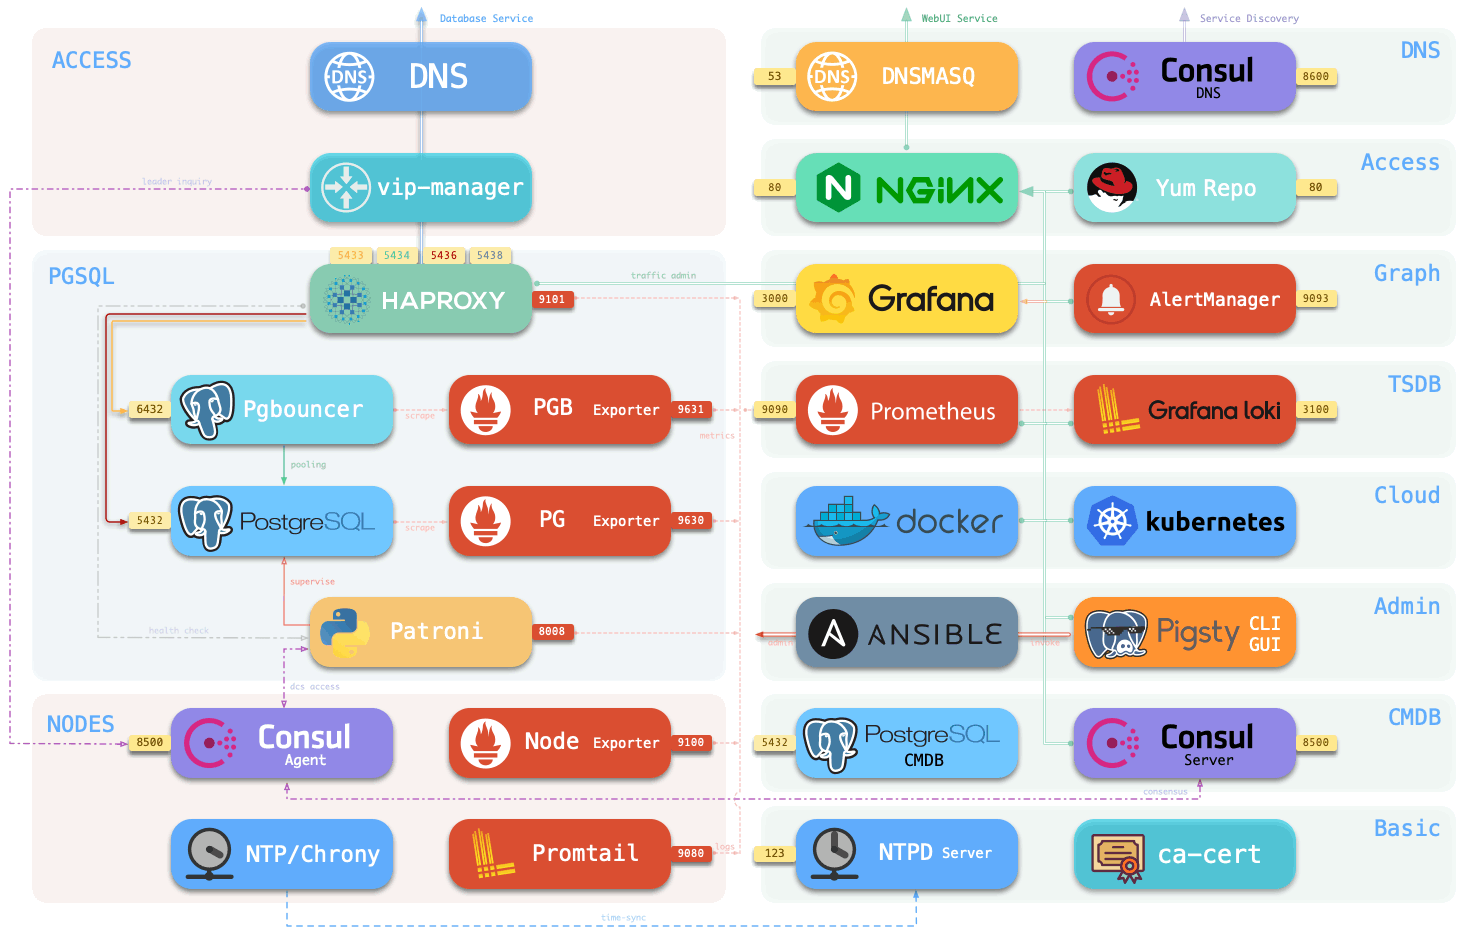 Database Service
WebUI Service
Service Discovery
ACCESS
DNS
DNS
53
DNS
DNSMASQ
Consul
DNS
8600
DNS
leader inquiry
vip-manager
80
NGINX
Yum Repo
80
Access
PGSQL
5433
5434
5436
5438
HAPROXY
9101
traffic admin
3000
Grafana
AlertManager
9093
Graph
6432
Pgbouncer
scrape
PGB Exporter
9631
metrics
9090
Prometheus
Grafana loki
3100
TSDB
pooling
5432
PostgreSQL
scrape
PG Exporter
9630
docker
kubernetes
Cloud
supervise
health check
Patroni
8008
admin
ANSIBLE
invoke
Pigsty
CLI
GUI
Admin
dcs access
NODES
8500
Consul
Agent
Node Exporter
9100
5432
PostgreSQL
CMDB
Consul
Server
8500
CMDB
consensus
NTP/Chrony
Promtail
9080
logs
123
NTPD Server
ca-cert
Basic
time-sync